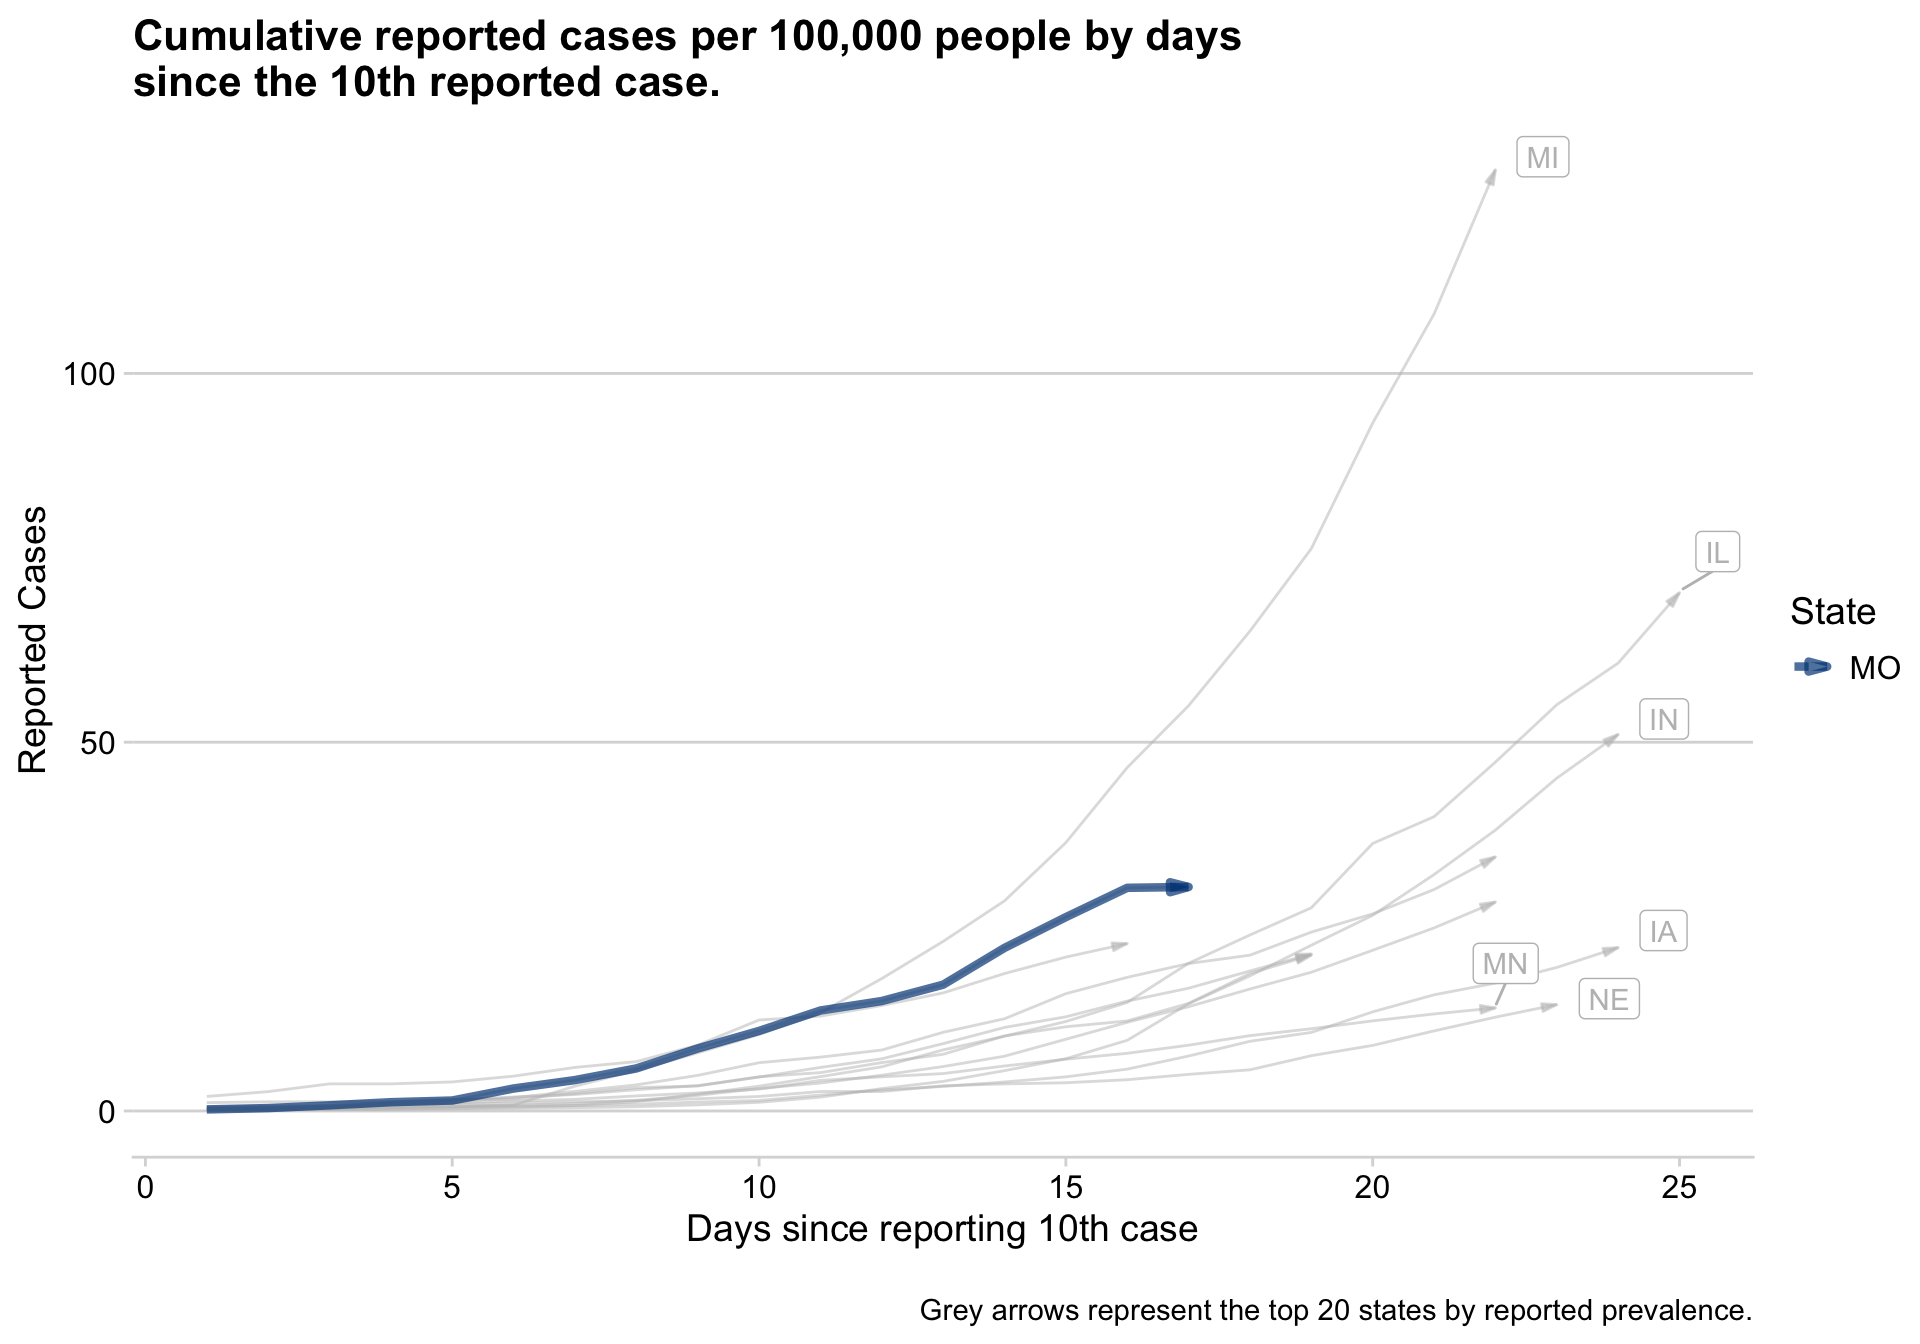 Cumulative reported cases per 100,000 people by days
since the 10th reported case.
MI
100
IL
Reported Cases
State
MO
IN
50
IA
MN
NE
0
0 5 10 15 20 25
Days since reporting 10th case
Grey arrows represent the top 20 states by reported prevalence.